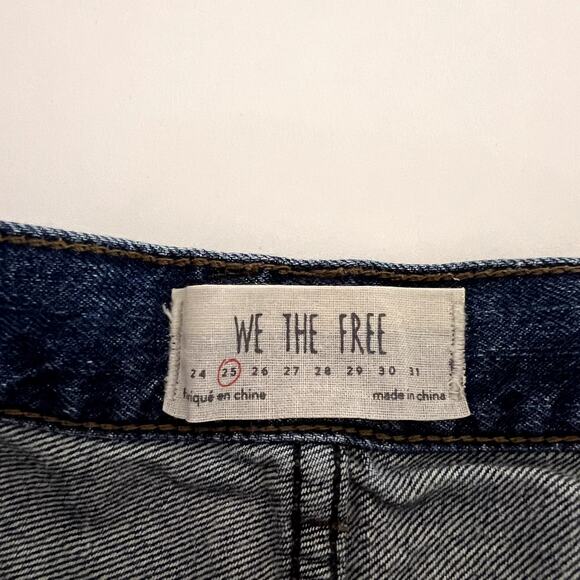 WE THE FREE
24 25 26 27 28 29 30 31
en chine made in china